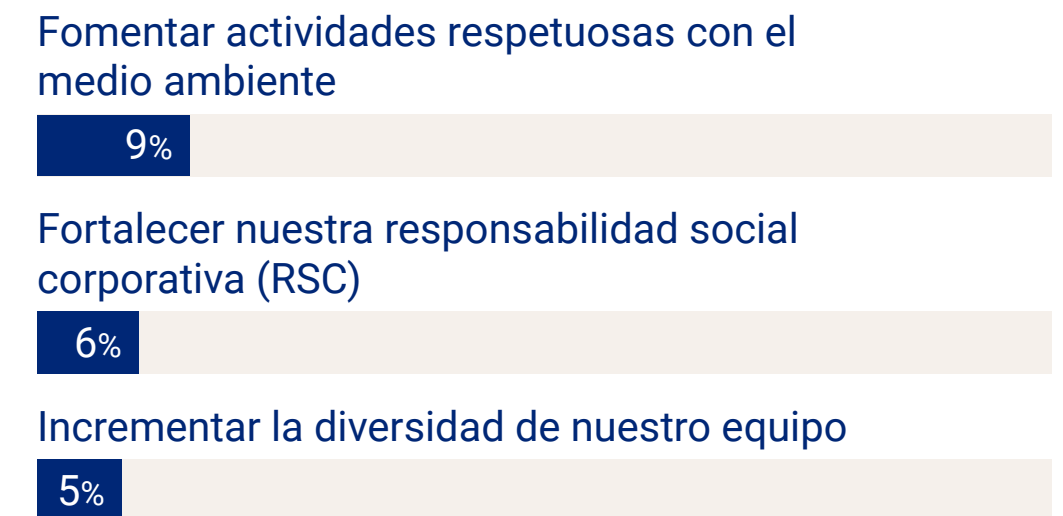 Fomentar actividades respetuosas con el
medio ambiente
9%
Fortalecer nuestra responsabilidad social
corporativa (RSC)
6%
Incrementar la diversidad de nuestro equipo
5%